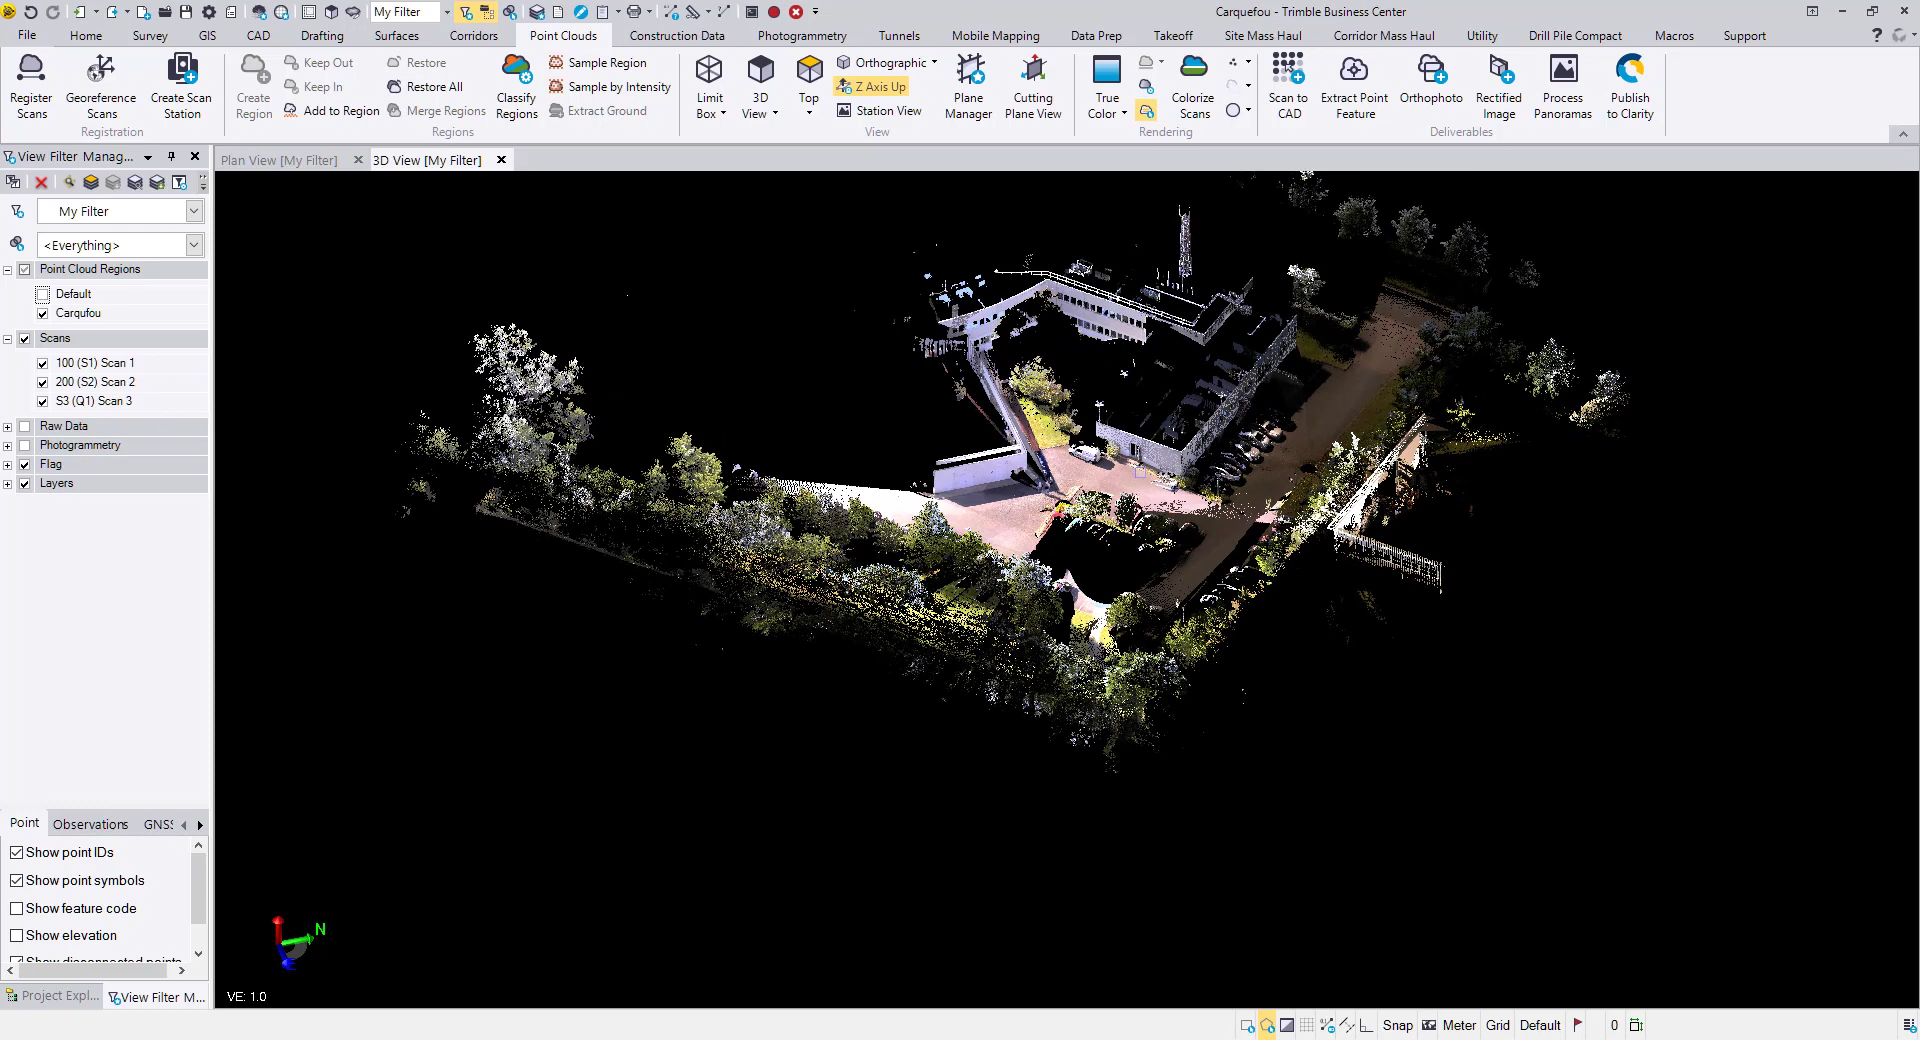 My Filter
Carquefou - Trimble Business Center
File Home Survey GIS CAD Drafting Surfaces Corridors Point Clouds Construction Data Photogrammetry Tunnels Mobile Mapping Data Prep Takeoff Site Mass Haul Corridor Mass Haul Utility Drill Pile Compact Macros Support
Register Scans
Georeference Scans
Create Scan Station
Registration
Create Region
Keep Out
Keep In
Add to Region
Restore
Restore All
Merge Regions
Classify Regions
Sample Region
Sample by Intensity
Extract Ground
Regions
Limit Box
3D View
Top
Orthographic
Z Axis Up
Station View
Plane Manager
Cutting Plane View
View
True Color
Colorize Scans
Rendering
Scan to CAD
Extract Point Feature
Orthophoto
Rectified Image
Process Panoramas
Publish to Clarity
Deliverables
View Filter Manag...
Plan View [My Filter]
3D View [My Filter]
My Filter
<Everything>
Point Cloud Regions
Default
Carqufou
Scans
100 (S1) Scan 1
200 (S2) Scan 2
S3 (Q1) Scan 3
Raw Data
Photogrammetry
Flag
Layers
Point Observations GNSS
Show point IDs
Show point symbols
Show feature code
Show elevation
Show disconnected points
Project Expl...
View Filter M...
N
VE: 1.0
Snap Meter Grid Default 0